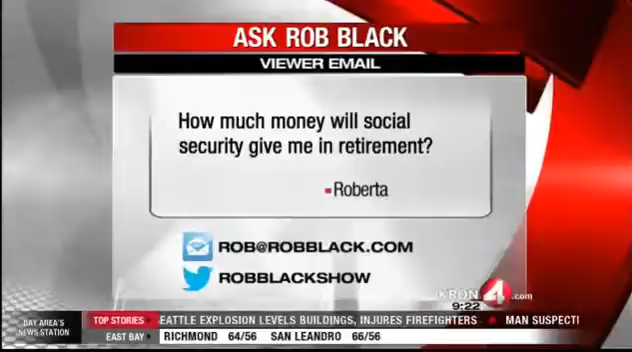 ASK ROB BLACK
VIEWER EMAIL
How much money will social
security give me in retirement?
-Roberta
ROB@ROBBLACK.COM
ROBBLACKSHOW
KRON 4.com
9:22
BAY AREA'S
NEWS STATION
TOP STORIES EATTLE EXPLOSION LEVELS BUILDINGS, INJURES FIREFIGHTERS MAN SUSPECTI
EAST BAY RICHMOND 64/56 SAN LEANDRO 66/56